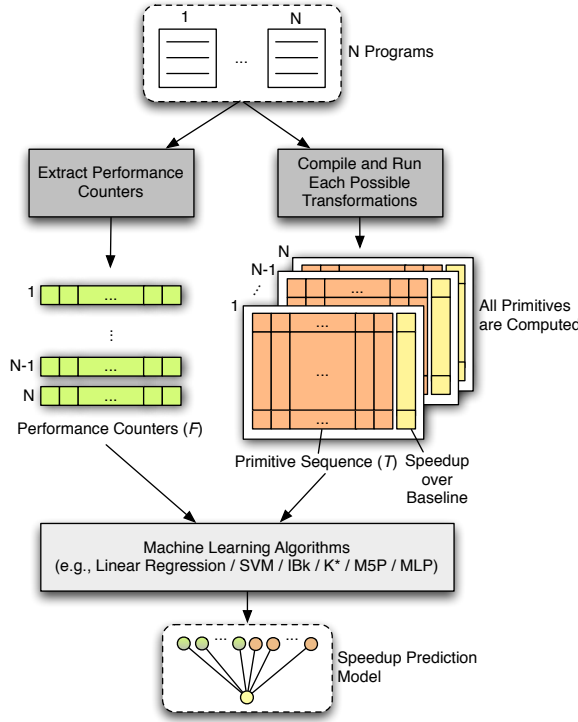 1
N
...
N Programs
Extract Performance
Counters
Compile and Run
Each Possible
Transformations
1
...
...
N-1
...
N
...
Performance Counters (F)
N
N-1
...
1
...
...
...
...
...
All Primitives
are Computed
Primitive Sequence (T)
Speedup
over
Baseline
Machine Learning Algorithms
(e.g., Linear Regression / SVM / IBk / K* / M5P / MLP)
...
...
Speedup Prediction
Model